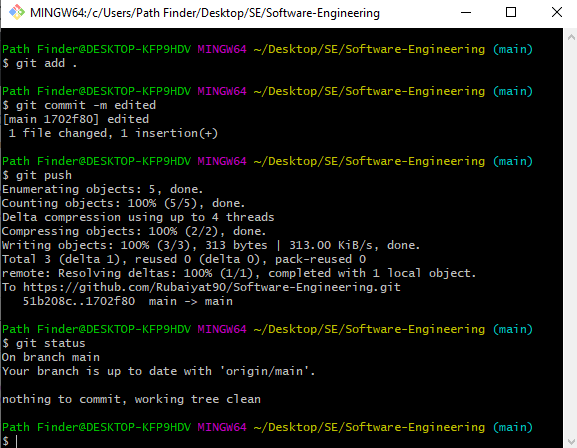 MINGW64:/c/Users/Path Finder/Desktop/SE/Software-Engineering
Path Finder@DESKTOP-KFP9HDV MINGW64 ~/Desktop/SE/Software-Engineering (main)
$ git add .
Path Finder@DESKTOP-KFP9HDV MINGW64 ~/Desktop/SE/Software-Engineering (main)
$ git commit -m edited
[main 1702f80] edited
 1 file changed, 1 insertion(+)
Path Finder@DESKTOP-KFP9HDV MINGW64 ~/Desktop/SE/Software-Engineering (main)
$ git push
Enumerating objects: 5, done.
Counting objects: 100% (5/5), done.
Delta compression using up to 4 threads
Compressing objects: 100% (2/2), done.
Writing objects: 100% (3/3), 313 bytes | 313.00 KiB/s, done.
Total 3 (delta 1), reused 0 (delta 0), pack-reused 0
remote: Resolving deltas: 100% (1/1), completed with 1 local object.
To https://github.com/Rubaiyat90/Software-Engineering.git
   51b208c..1702f80  main -> main
Path Finder@DESKTOP-KFP9HDV MINGW64 ~/Desktop/SE/Software-Engineering (main)
$ git status
On branch main
Your branch is up to date with 'origin/main'.
nothing to commit, working tree clean
Path Finder@DESKTOP-KFP9HDV MINGW64 ~/Desktop/SE/Software-Engineering (main)
$